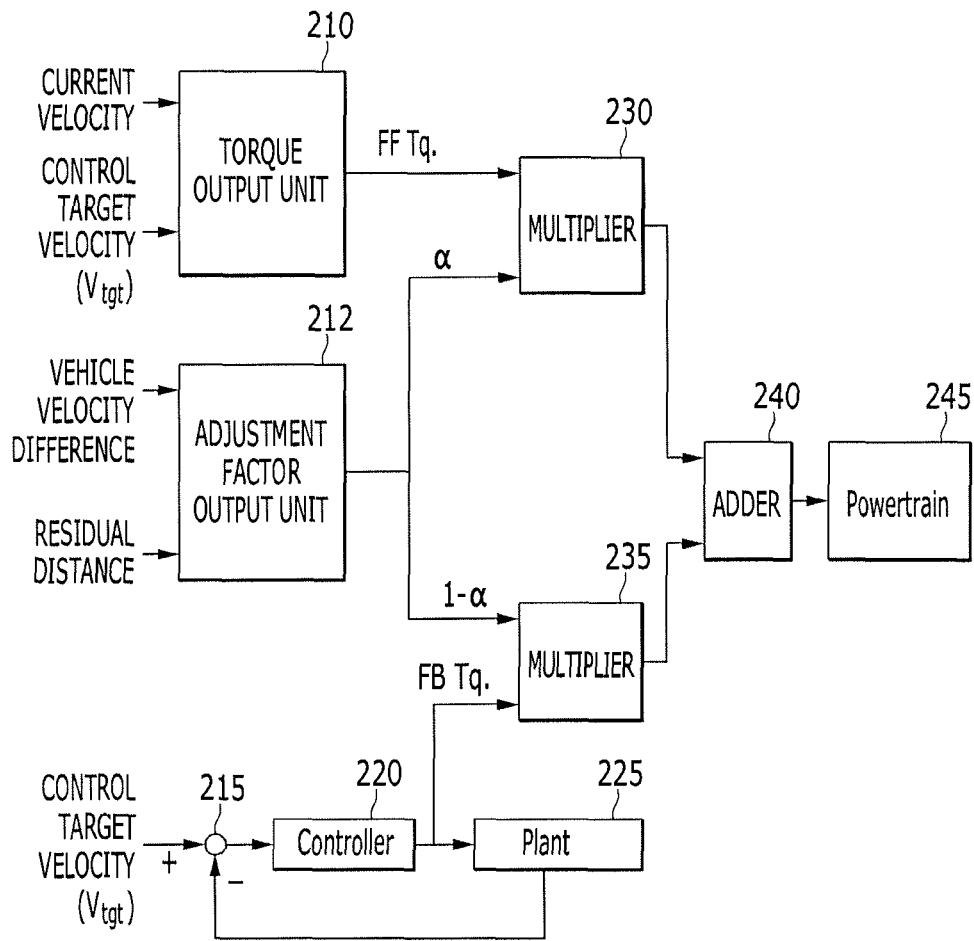 210
CURRENT
VELOCITY
CONTROL
TARGET
VELOCITY
(Vtgt)
TORQUE
OUTPUT UNIT
FF Tq.
230
MULTIPLIER
α
212
VEHICLE
VELOCITY
DIFFERENCE
RESIDUAL
DISTANCE
ADJUSTMENT
FACTOR
OUTPUT UNIT
240
ADDER
245
Powertrain
1-α
235
MULTIPLIER
FB Tq.
CONTROL
TARGET
VELOCITY
(Vtgt)
+
215
−
220
Controller
225
Plant